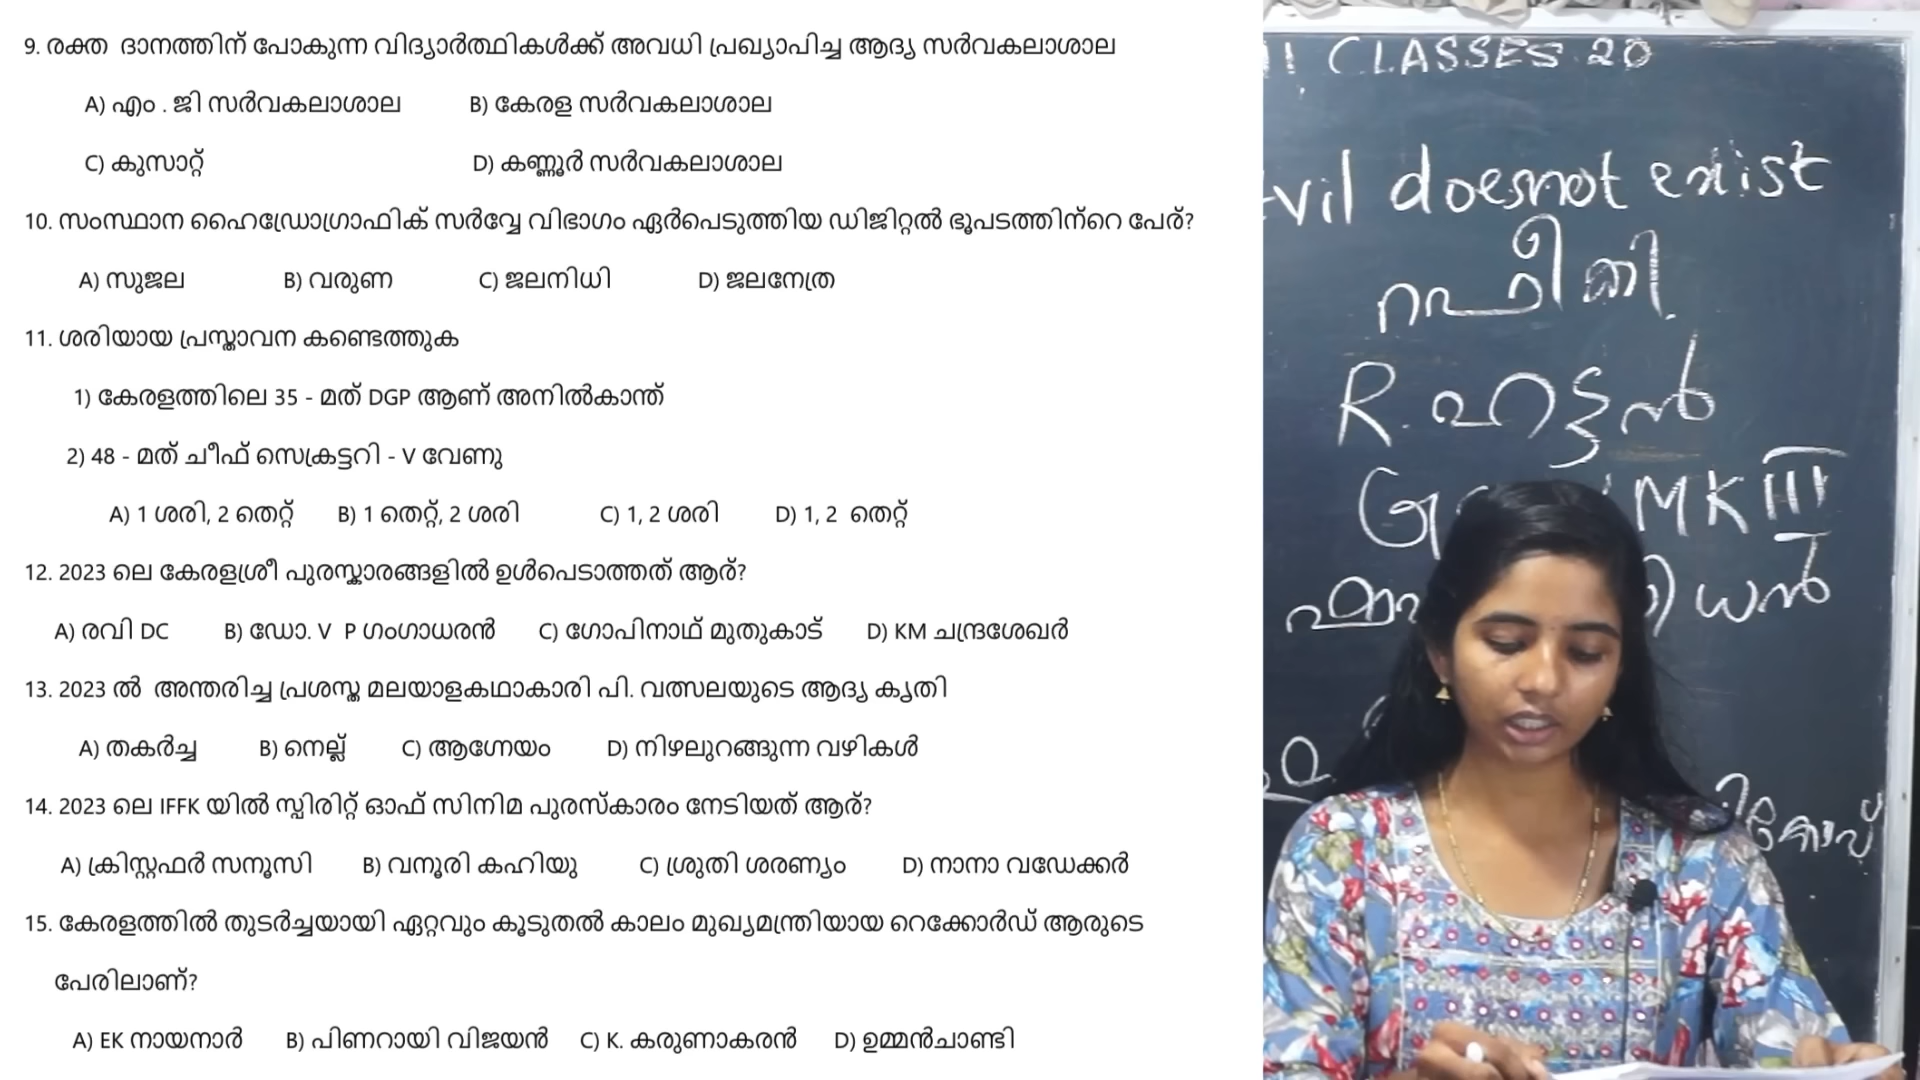 9. രക്ത ദാനത്തിന് പോകുന്ന വിദ്യാർത്ഥികൾക്ക് അവധി പ്രഖ്യാപിച്ച ആദ്യ സർവകലാശാല
A) എം . ജി സർവകലാശാല B) കേരള സർവകലാശാല
C) കുസാറ്റ് D) കണ്ണൂർ സർവകലാശാല
10. സംസ്ഥാന ഹൈഡ്രോഗ്രാഫിക് സർവ്വേ വിഭാഗം ഏർപെടുത്തിയ ഡിജിറ്റൽ ഭൂപടത്തിന്റെ പേര്?
A) സുജല B) വരുണ C) ജലനിധി D) ജലനേത്ര
11. ശരിയായ പ്രസ്താവന കണ്ടെത്തുക
1) കേരളത്തിലെ 35 - മത് DGP ആണ് അനിൽകാന്ത്
2) 48 - മത് ചീഫ് സെക്രട്ടറി - V വേണു
A) 1 ശരി, 2 തെറ്റ് B) 1 തെറ്റ്, 2 ശരി C) 1, 2 ശരി D) 1, 2 തെറ്റ്
12. 2023 ലെ കേരളശ്രീ പുരസ്കാരങ്ങളിൽ ഉൾപെടാത്തത് ആര്?
A) രവി DC B) ഡോ. V P ഗംഗാധരൻ C) ഗോപിനാഥ് മുതുകാട് D) KM ചന്ദ്രശേഖർ
13. 2023 ൽ അന്തരിച്ച പ്രശസ്ത മലയാളകഥാകാരി പി. വത്സലയുടെ ആദ്യ കൃതി
A) തകർച്ച B) നെല്ല് C) ആഗ്നേയം D) നിഴലുറങ്ങുന്ന വഴികൾ
14. 2023 ലെ IFFK യിൽ സ്പിരിറ്റ് ഓഫ് സിനിമ പുരസ്കാരം നേടിയത് ആര്?
A) ക്രിസ്റ്റഫർ സനൂസി B) വനൂരി കഹിയു C) ശ്രുതി ശരണ്യം D) നാനാ വഡേക്കർ
15. കേരളത്തിൽ തുടർച്ചയായി ഏറ്റവും കൂടുതൽ കാലം മുഖ്യമന്ത്രിയായ റെക്കോർഡ് ആരുടെ
പേരിലാണ്?
A) EK നായനാർ B) പിണറായി വിജയൻ C) K. കരുണാകരൻ D) ഉമ്മൻചാണ്ടി
CLASSES 20
vil doesnot exist
റഫീക്കി
R. ഹട്ടൻ
MK III